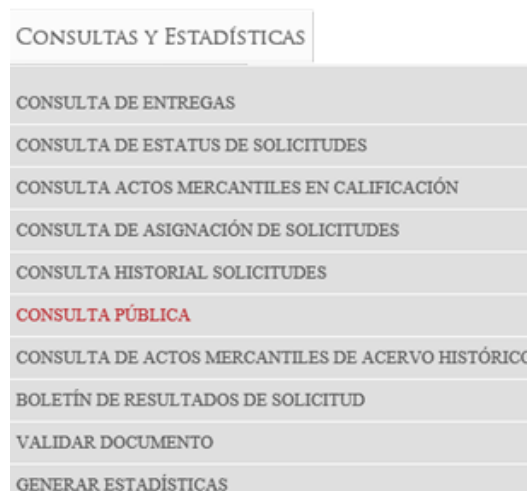 CONSULTAS Y ESTADÍSTICAS
CONSULTA DE ENTREGAS
CONSULTA DE ESTATUS DE SOLICITUDES
CONSULTA ACTOS MERCANTILES EN CALIFICACIÓN
CONSULTA DE ASIGNACIÓN DE SOLICITUDES
CONSULTA HISTORIAL SOLICITUDES
CONSULTA PÚBLICA
CONSULTA DE ACTOS MERCANTILES DE ACERVO HISTÓRICO
BOLETÍN DE RESULTADOS DE SOLICITUD
VALIDAR DOCUMENTO
GENERAR ESTADÍSTICAS